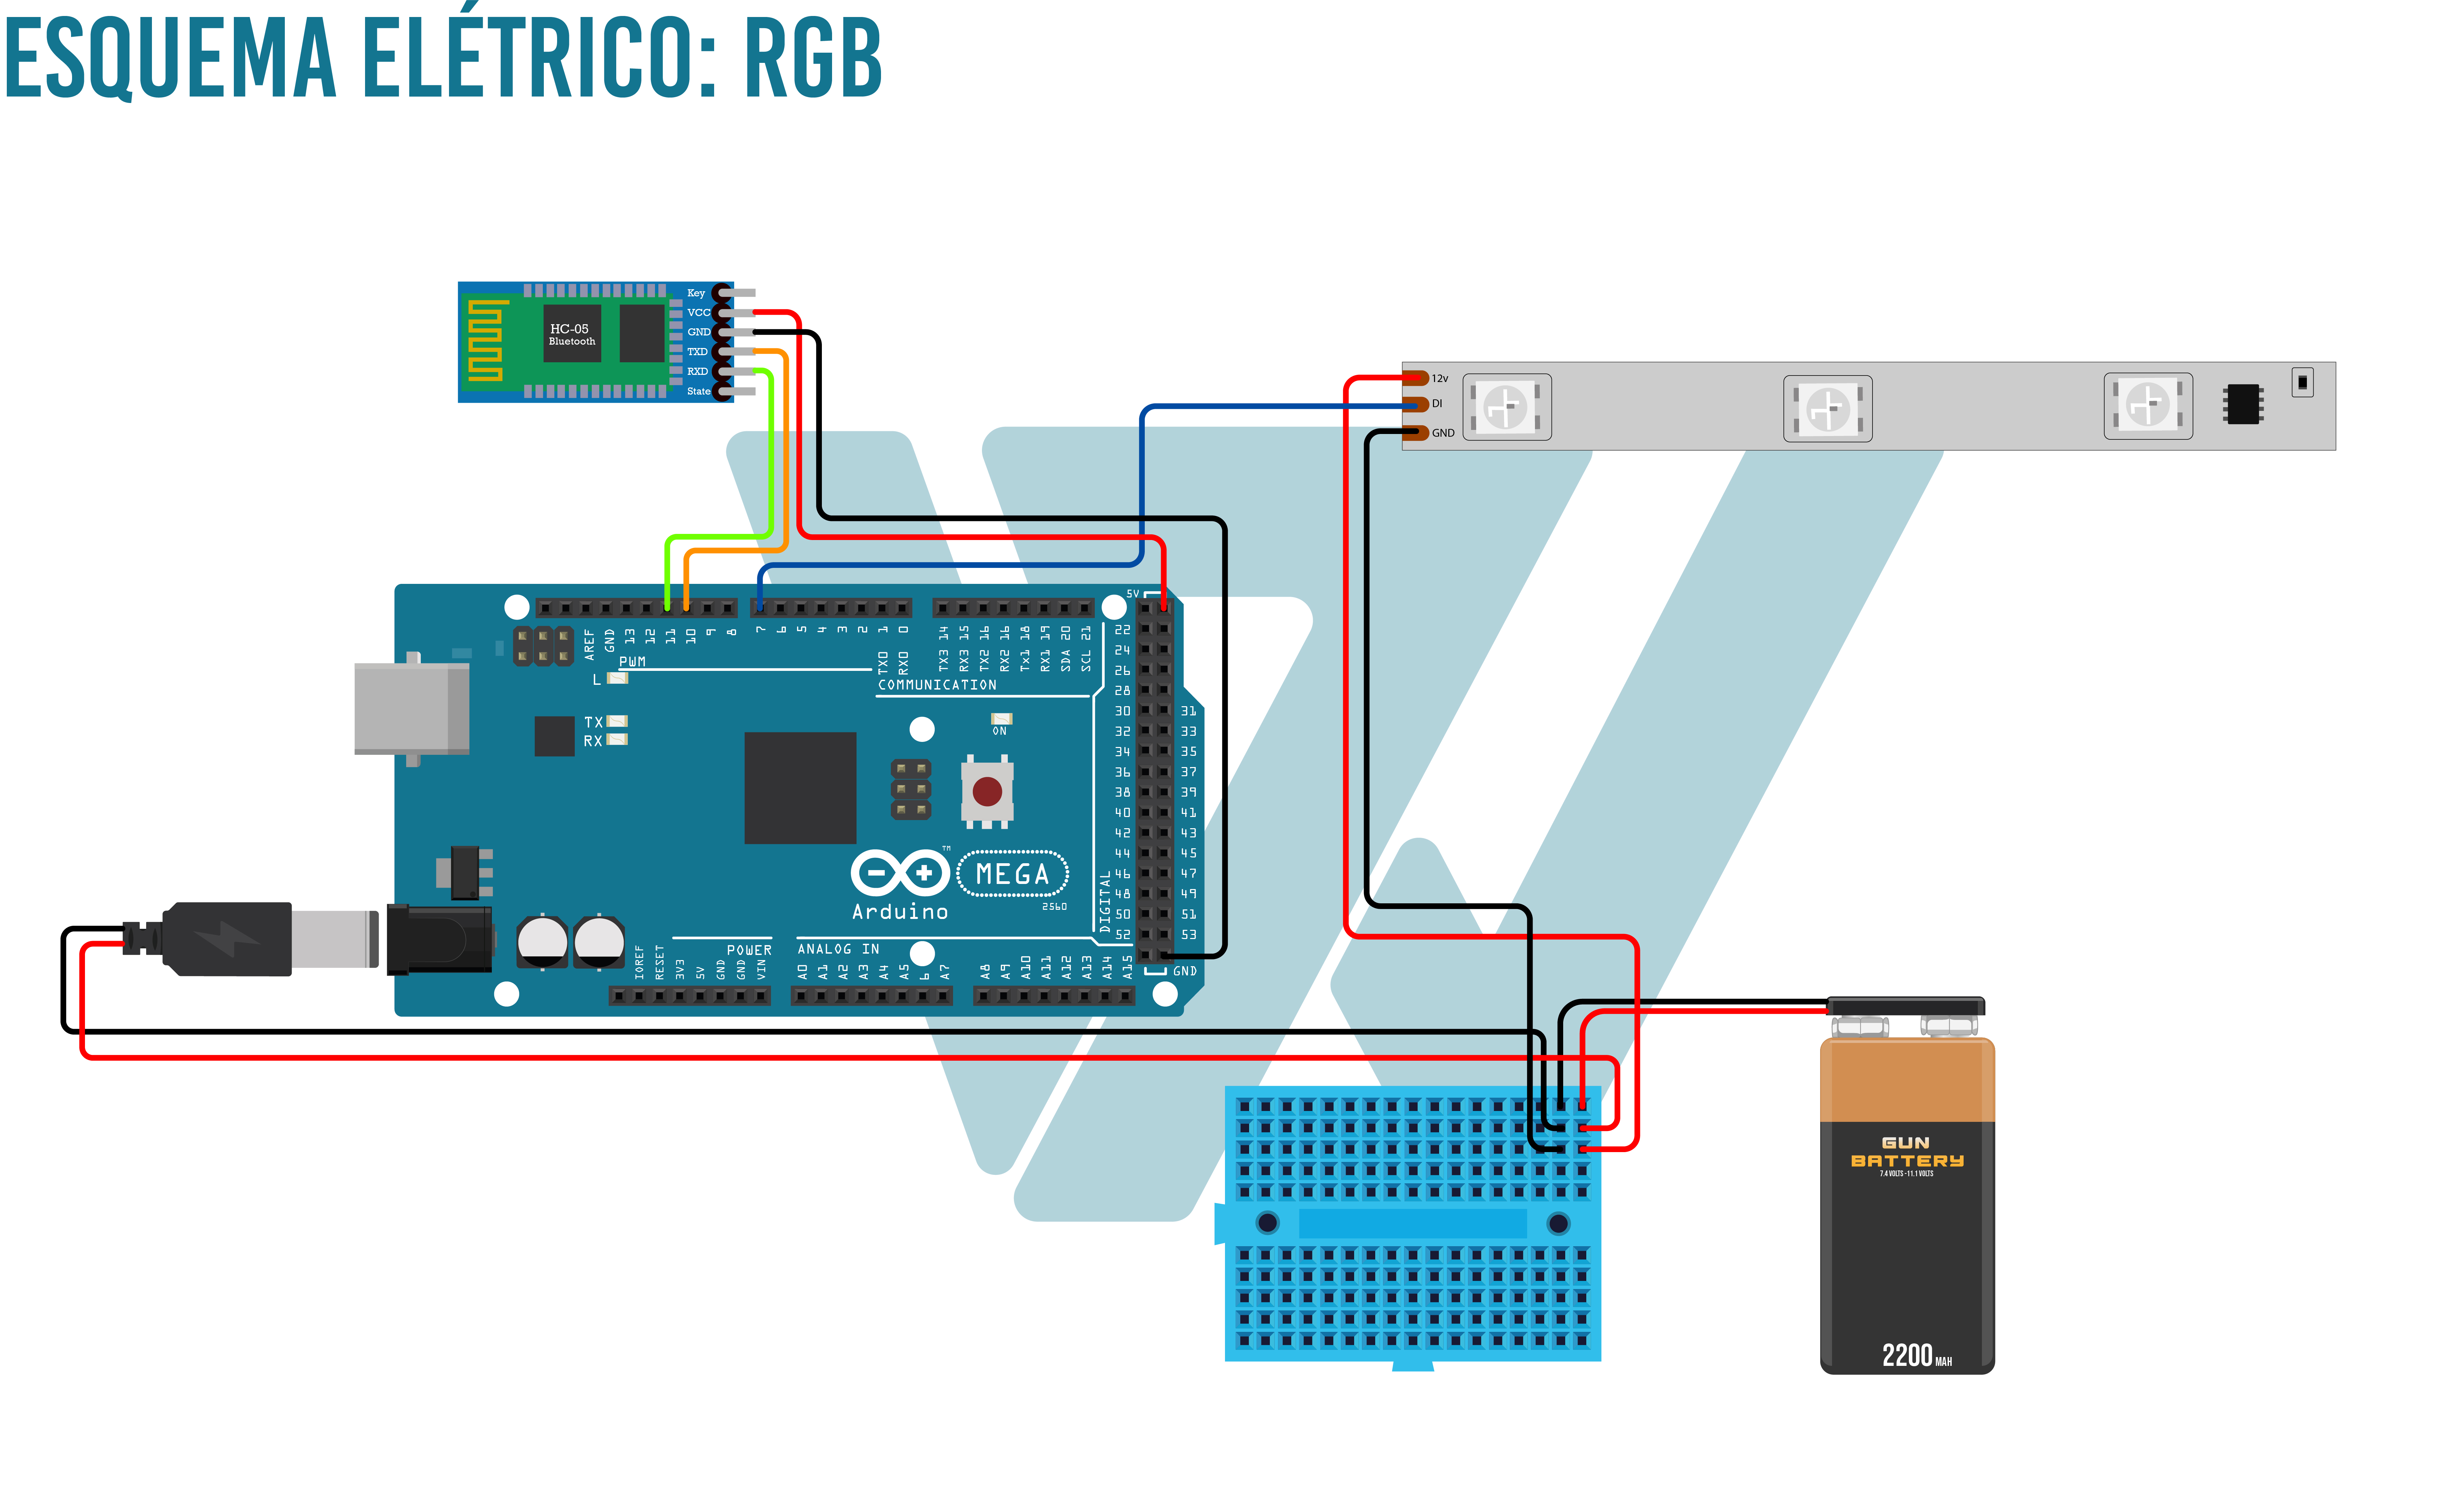 ESQUEMA ELÉTRICO: RGB
Key
VCC
GND
TXD
RXD
State
HC-05
Bluetooth
12v
DI
GND
5V
AREF
GND
13
12
11
10
9
8
7
6
5
4
3
2
TX0 1
RX0 0
TX3 14
RX3 15
TX2 16
RX2 16
Tx1 18
RX1 19
SDA 20
SCL 21
PWM
COMMUNICATION
L
TX
RX
ON
22
24
26
28
30 31
32 33
34 35
36 37
38 39
40 41
42 43
44 45
46 47
48 49
50 51
52 53
GND
DIGITAL
TM
MEGA
Arduino
2560
POWER
ANALOG IN
IOREF
RESET
3V3
5V
GND
GND
VIN
A0
A1
A2
A3
A4
A5
6
A7
A8
A9
A10
A11
A12
A13
A14
A15
GUN
BATTERY
7.4 VOLTS -11.1 VOLTS
2200 MAH